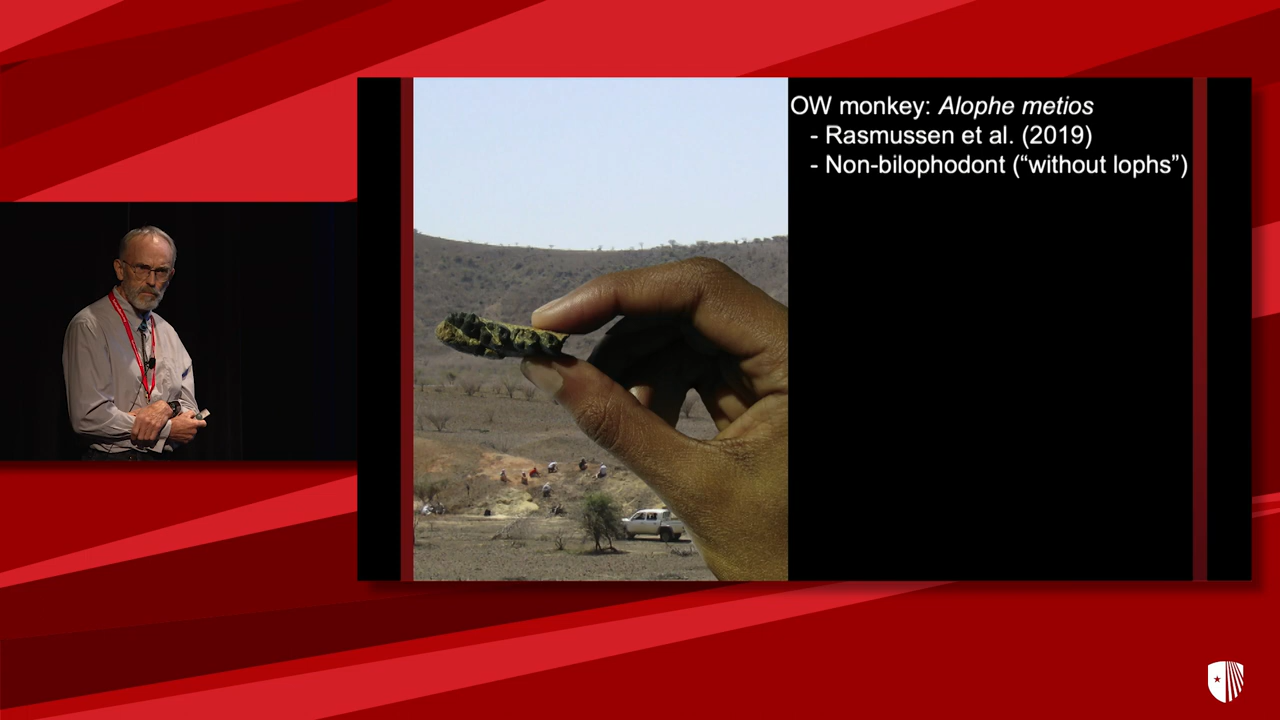 OW monkey: Alophe metios
- Rasmussen et al. (2019)
- Non-bilophodont (“without lophs”)